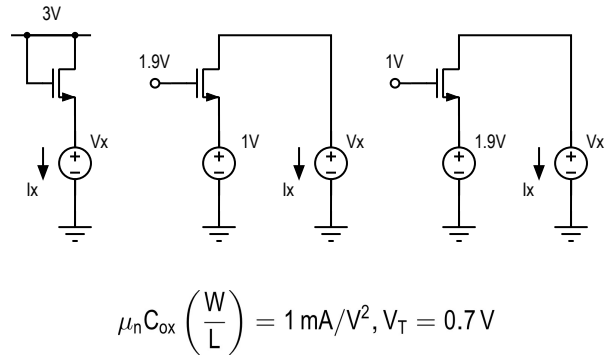 3V
1.9V
1V
Vx
1V
Vx
1.9V
Vx
+
−
+
−
+
−
+
−
+
−
Ix
Ix
Ix
μₙCₒₓ (W/L) = 1 mA/V², V_T = 0.7 V